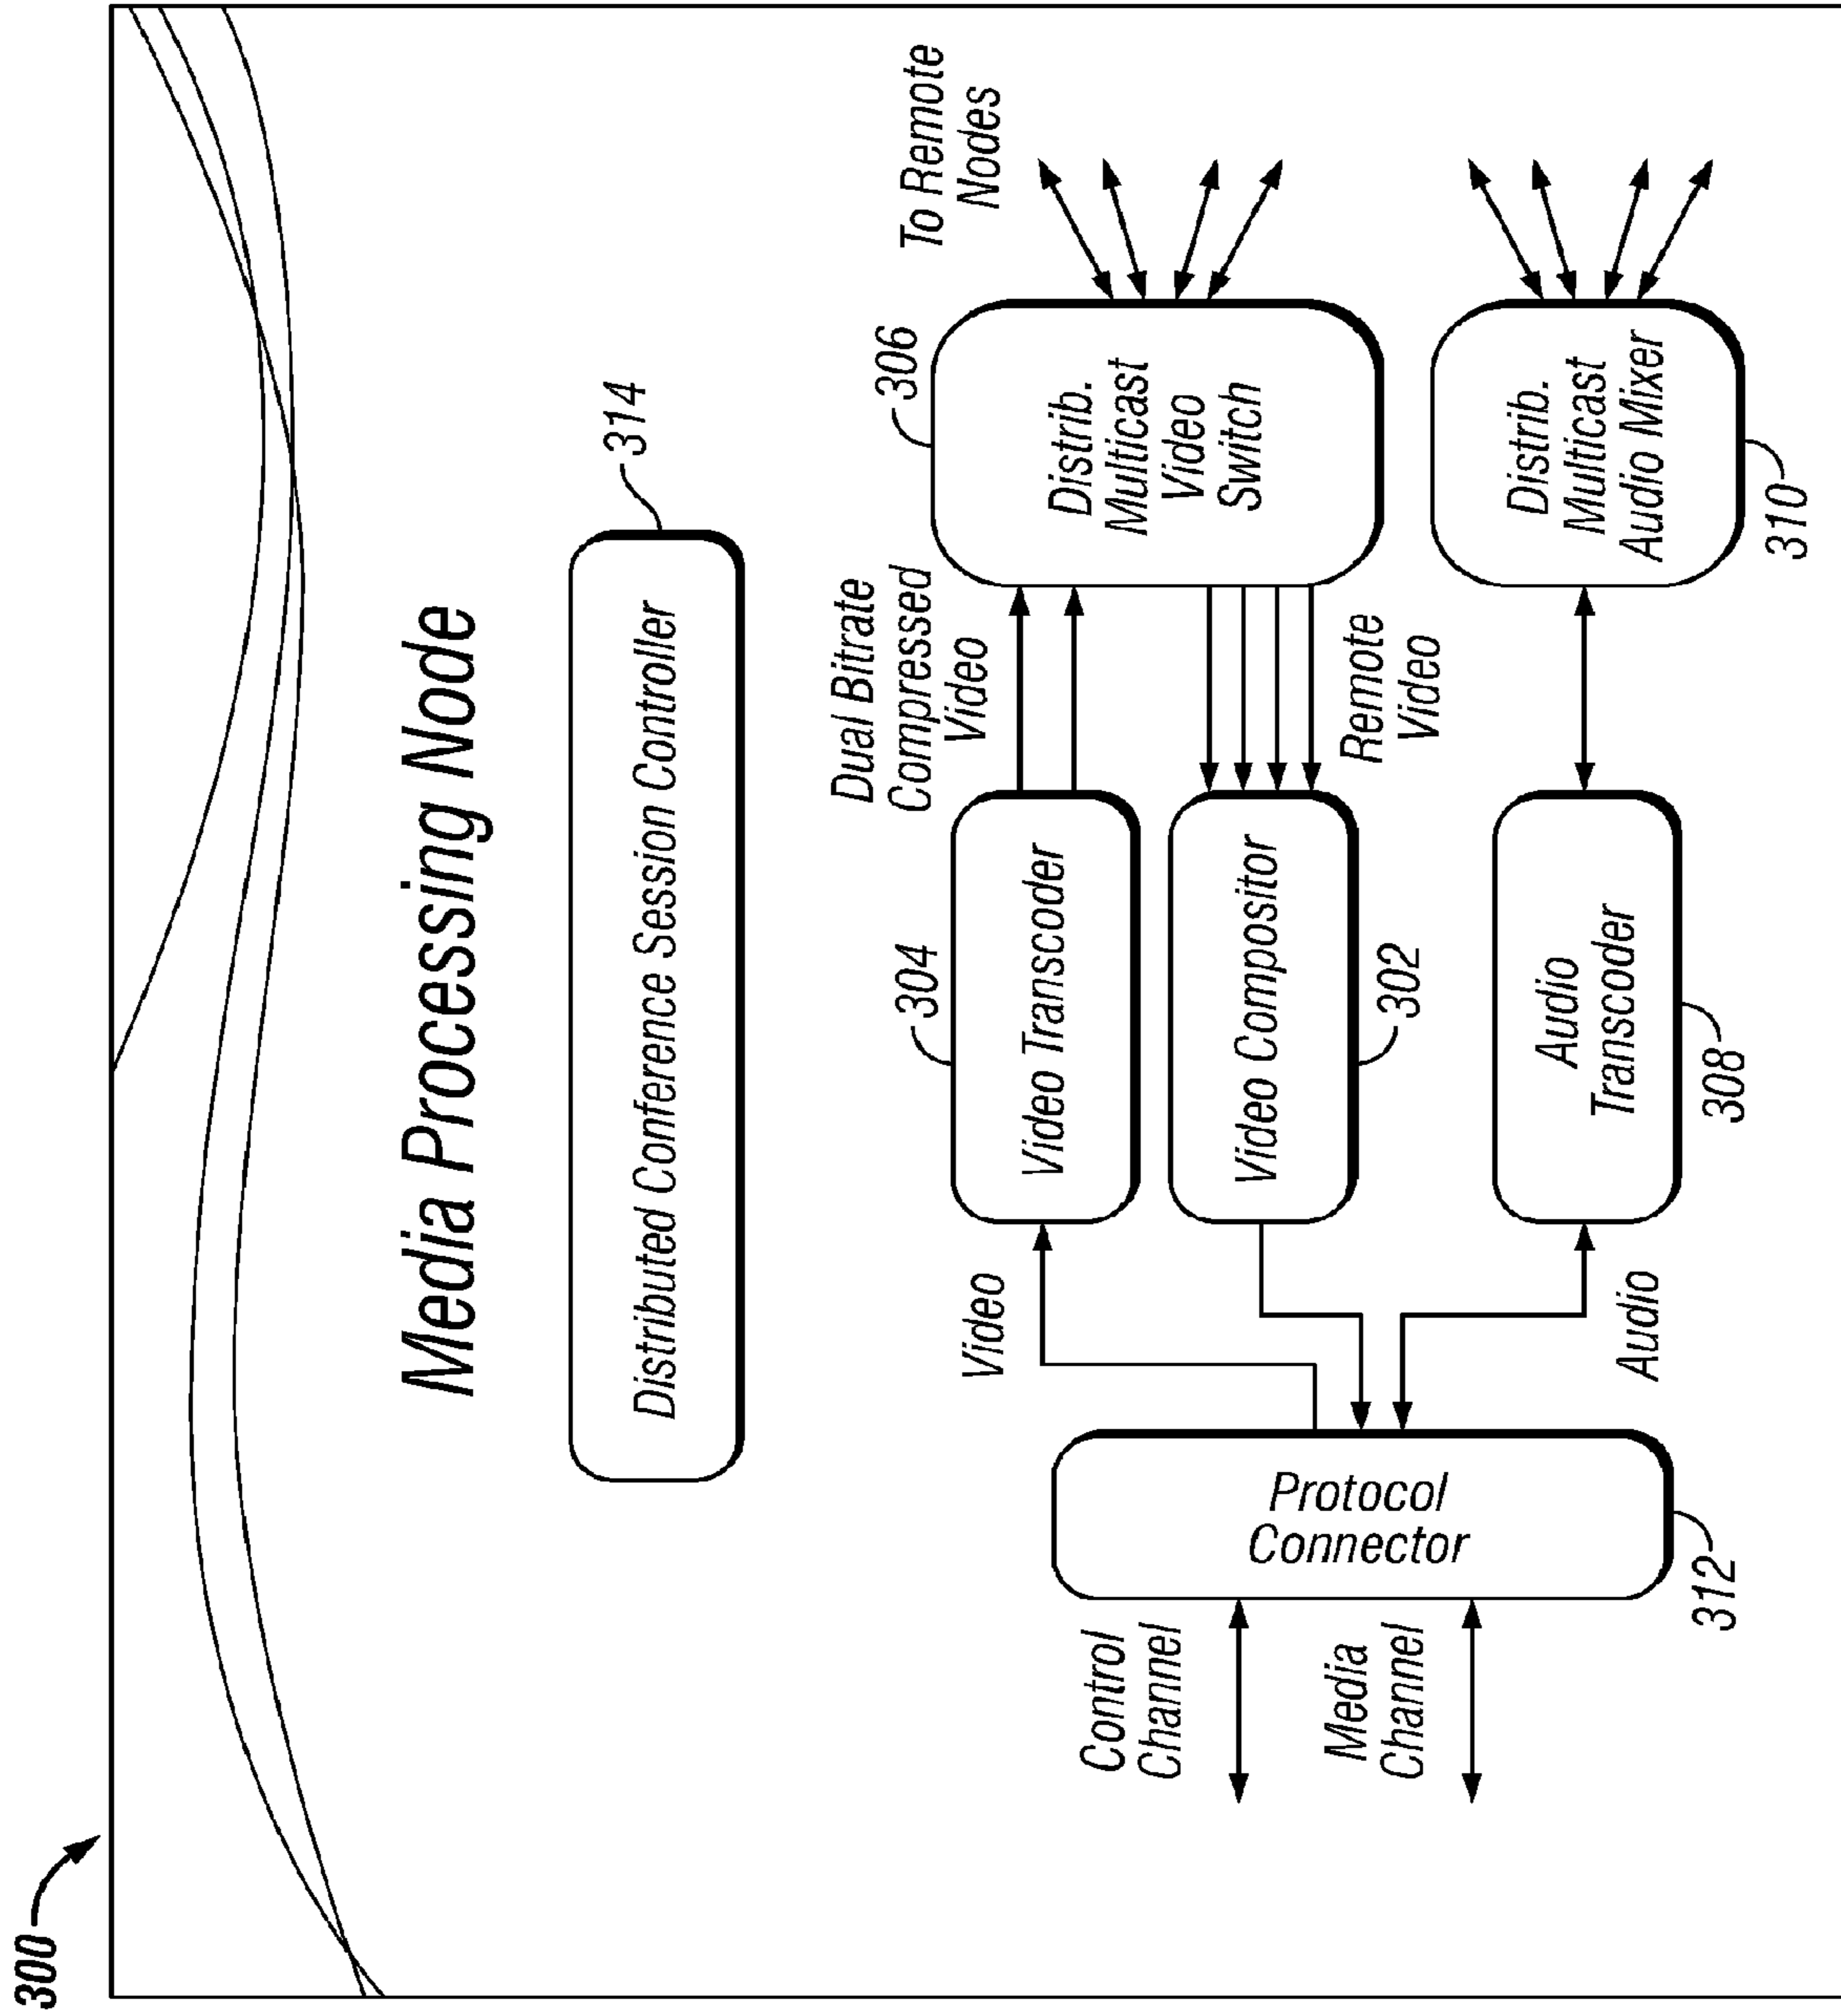 300
Media Processing Node
314
Distributed Conference Session Controller
Dual Bitrate
Compressed
Video
306
To Remote
Nodes
304
Video
Video Transcoder
Distrib.
Multicast
Video
Switch
Control
Channel
Video Compositor
302
Remote
Video
Protocol
Connector
Media
Channel
312
Audio
Audio
Transcoder
308
Distrib.
Multicast
Audio Mixer
310